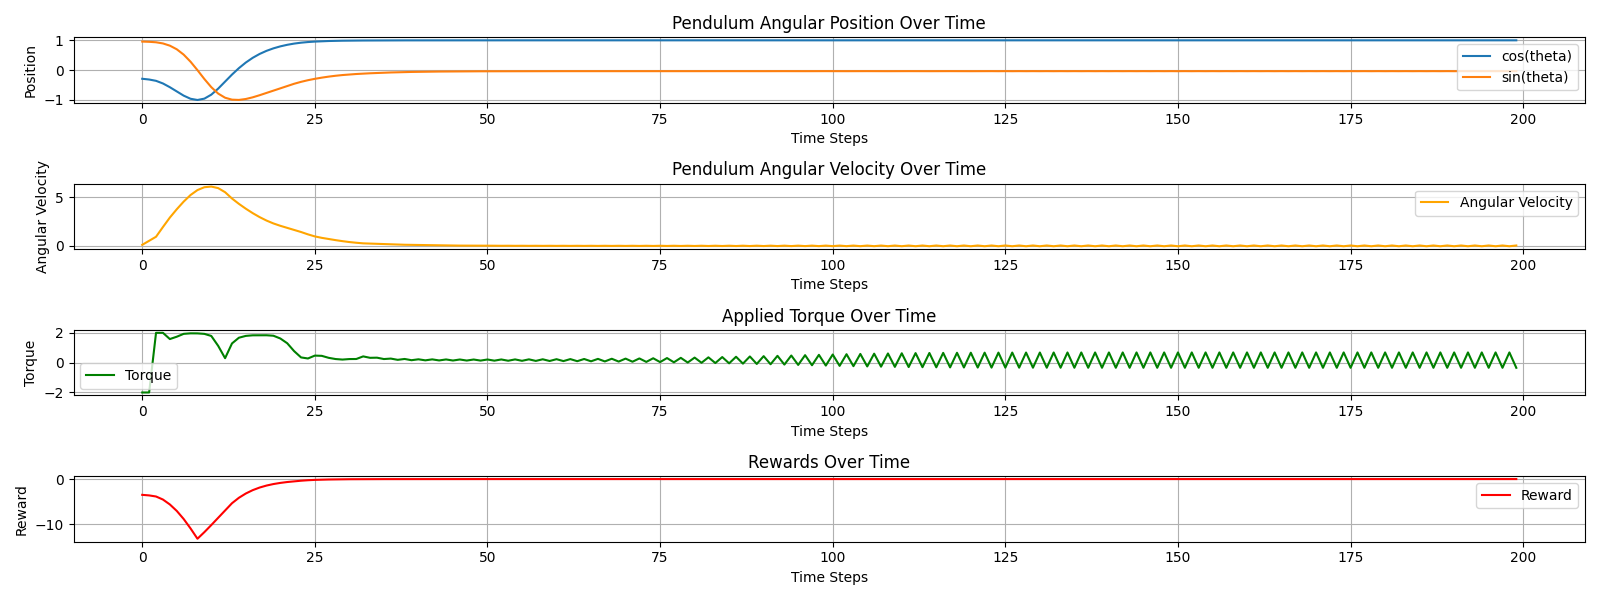 Pendulum Angular Position Over Time
Position
1
0
−1
cos(theta)
sin(theta)
0 25 50 75 100 125 150 175 200
Time Steps
Pendulum Angular Velocity Over Time
Angular Velocity
5
0
Angular Velocity
0 25 50 75 100 125 150 175 200
Time Steps
Applied Torque Over Time
Torque
2
0
−2
Torque
0 25 50 75 100 125 150 175 200
Time Steps
Rewards Over Time
Reward
0
−10
Reward
0 25 50 75 100 125 150 175 200
Time Steps